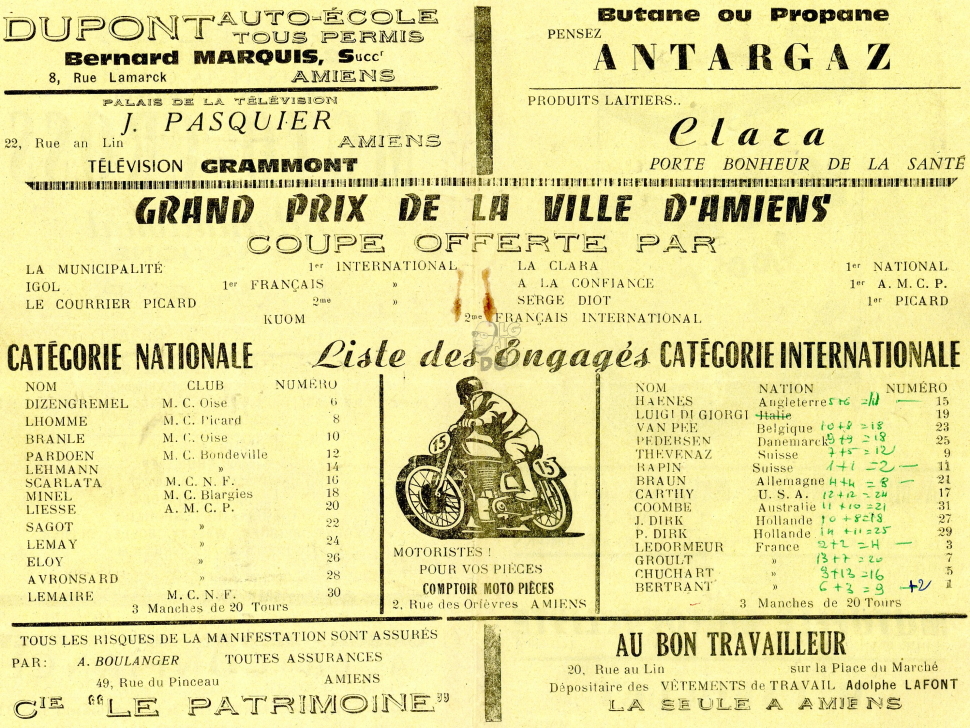 DUPONT AUTO-ÉCOLE
TOUS PERMIS
Bernard MARQUIS, Succr
8, Rue Lamarck AMIENS
PALAIS DE LA TÉLÉVISION
J. PASQUIER
22, Rue an Lin AMIENS
TÉLÉVISION GRAMMONT
Butane ou Propane
PENSEZ
ANTARGAZ
PRODUITS LAITIERS..
Clara
PORTE BONHEUR DE LA SANTÉ
GRAND PRIX DE LA VILLE D'AMIENS
COUPE OFFERTE PAR
LA MUNICIPALITÉ 1er INTERNATIONAL
IGOL 1er FRANÇAIS »
LE COURRIER PICARD 2me »
LA CLARA 1er NATIONAL
A LA CONFIANCE 1er A. M. C. P.
SERGE DIOT 1er PICARD
KUOM 2me FRANÇAIS INTERNATIONAL
Liste des Engagés
CATÉGORIE NATIONALE
NOM CLUB NUMÉRO
DIZENGREMEL M. C. Oise 6
LHOMME M. C. Picard 8
BRANLE M. C. Oise 10
PARDOEN M. C. Bondeville 12
LEHMANN » 14
SCARLATA M. C. N. F. 16
MINEL M. C. Blargies 18
LIESSE A. M. C. P. 20
SAGOT » 22
LEMAY » 24
ELOY » 26
AVRONSARD » 28
LEMAIRE M. C. N. F. 30
3 Manches de 20 Tours
15
15
MOTORISTES !
POUR VOS PIÈCES
COMPTOIR MOTO PIÈCES
2, Rue des Orfèvres AMIENS
CATÉGORIE INTERNATIONALE
NOM NATION NUMÉRO
HAENES Angleterre 5+6 = 11 — 15
LUIGI DI GIORGI Italie 19
VAN PEE Belgique 10+8 =18 23
PEDERSEN Danemarck 9+9 =18 25
THEVENAZ Suisse 7+5 = 12 9
RAPIN Suisse 1+1 =2 — 11
BRAUN Allemagne 4+4 = 8 — 21
CARTHY U. S. A. 12+12 = 24 17
COOMBE Australie 11 +10 =21 31
J. DIRK Hollande 10 +8=18 27
P. DIRK Hollande 14 +11=25 29
LEDORMEUR France 2+2 =4 — 3
GROULT » 13+7 =20 7
CHUCHART » 3+13 =16 5
BERTRANT » 6 +3 =9 +2 1
3 Manches de 20 Tours
TOUS LES RISQUES DE LA MANIFESTATION SONT ASSURÉS
PAR: A. BOULANGER TOUTES ASSURANCES
49, Rue du Pinceau AMIENS
CIE "LE PATRIMOINE"
AU BON TRAVAILLEUR
20, Rue au Lin sur la Place du Marché
Dépositaire des VÊTEMENTS de TRAVAIL Adolphe LAFONT
LA SEULE A AMIENS